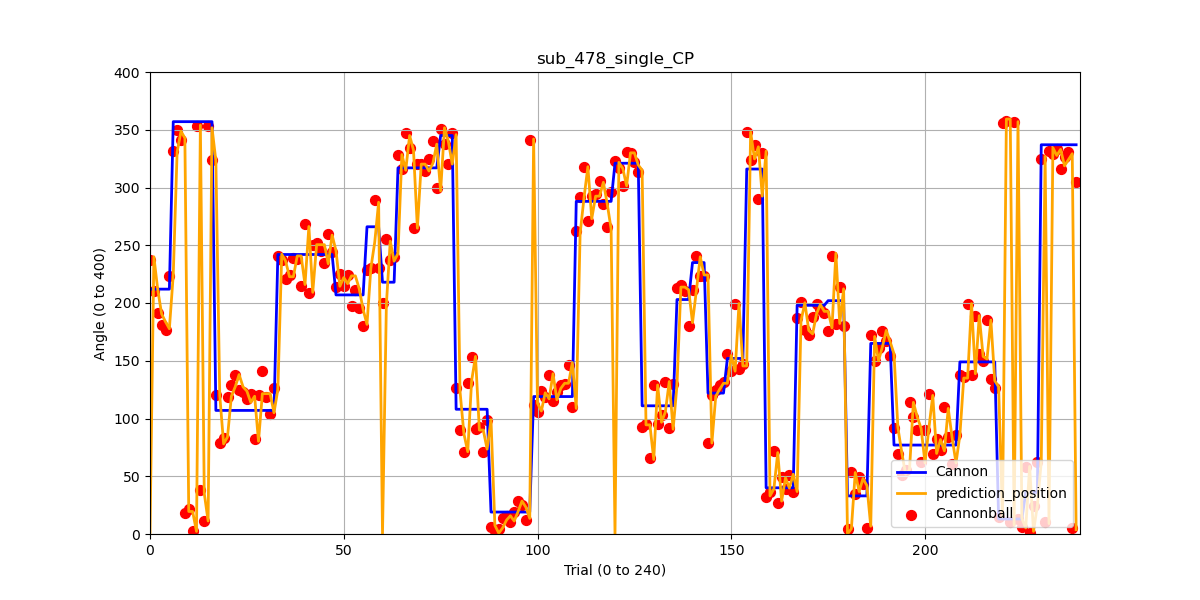 sub_478_single_CP
Angle (0 to 400)
400
350
300
250
200
150
100
50
0
0 50 100 150 200
Trial (0 to 240)
Cannon
prediction_position
Cannonball